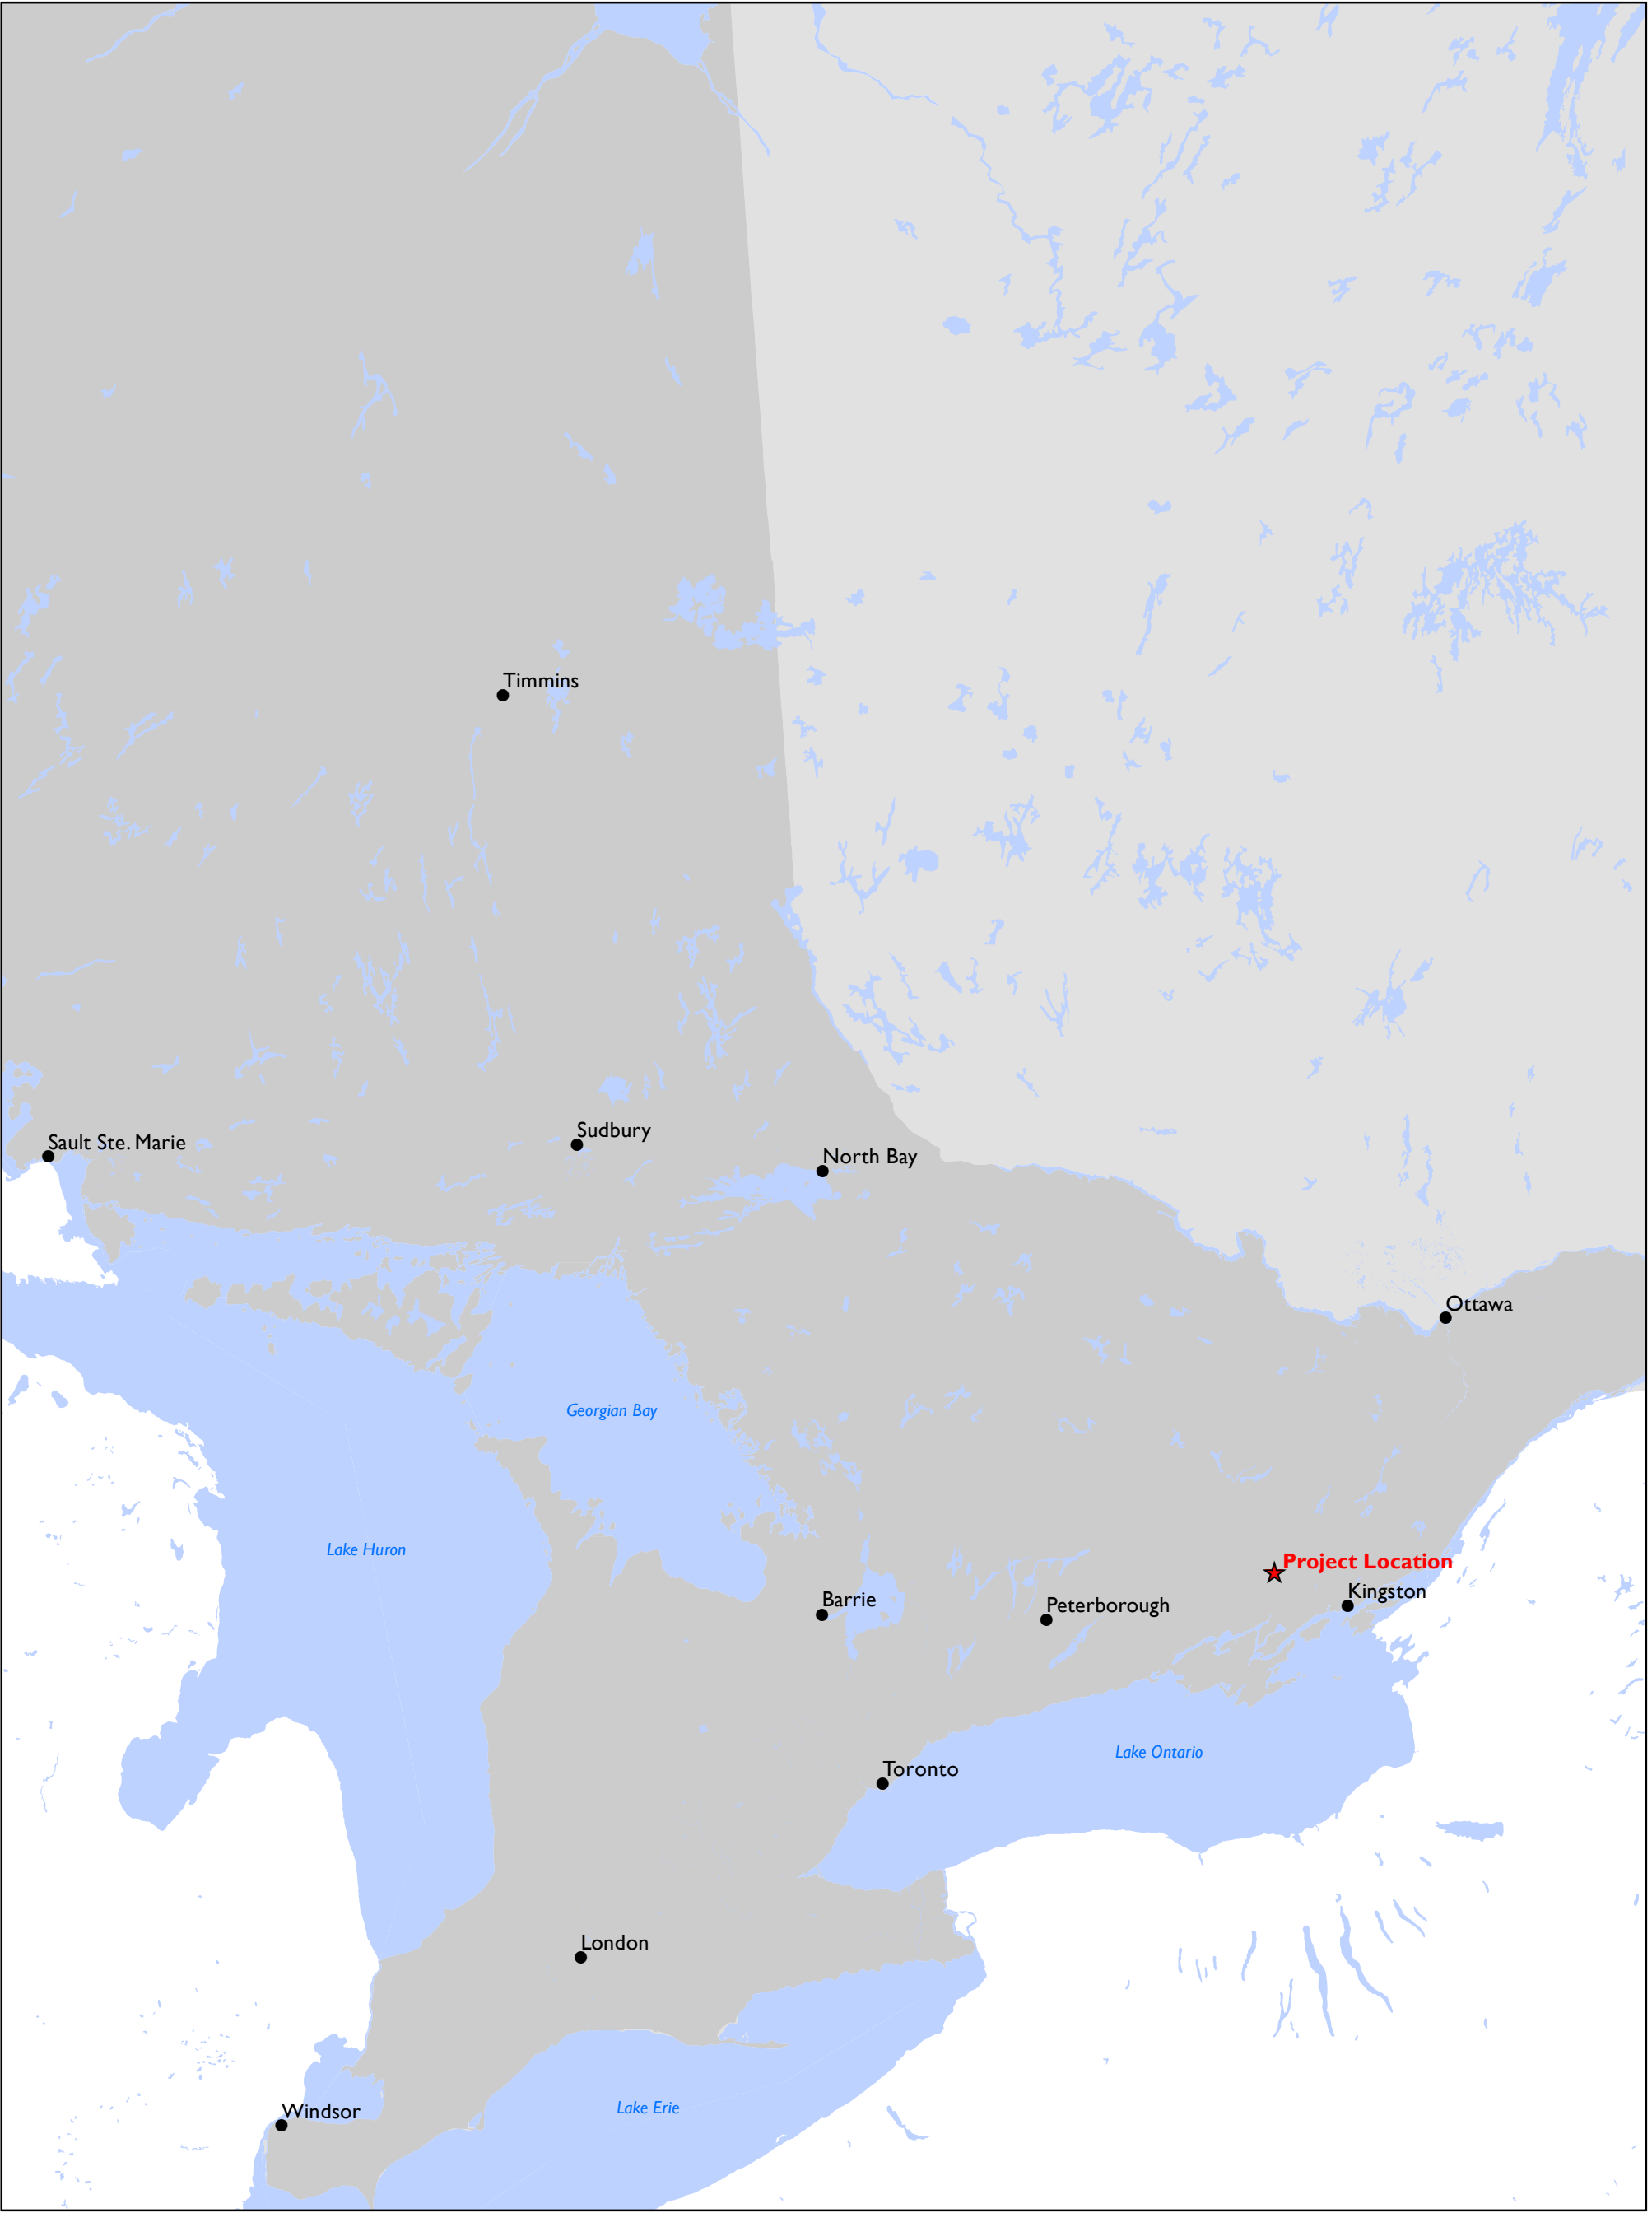 Timmins
Sudbury
Sault Ste. Marie
North Bay
Ottawa
Georgian Bay
Lake Huron
Project Location
Kingston
Barrie
Peterborough
Lake Ontario
Toronto
London
Lake Erie
Windsor